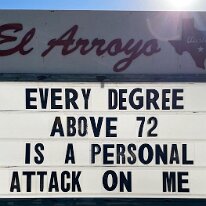 El Arroyo
EVERY DEGREE
ABOVE 72
IS A PERSONAL
ATTACK ON ME